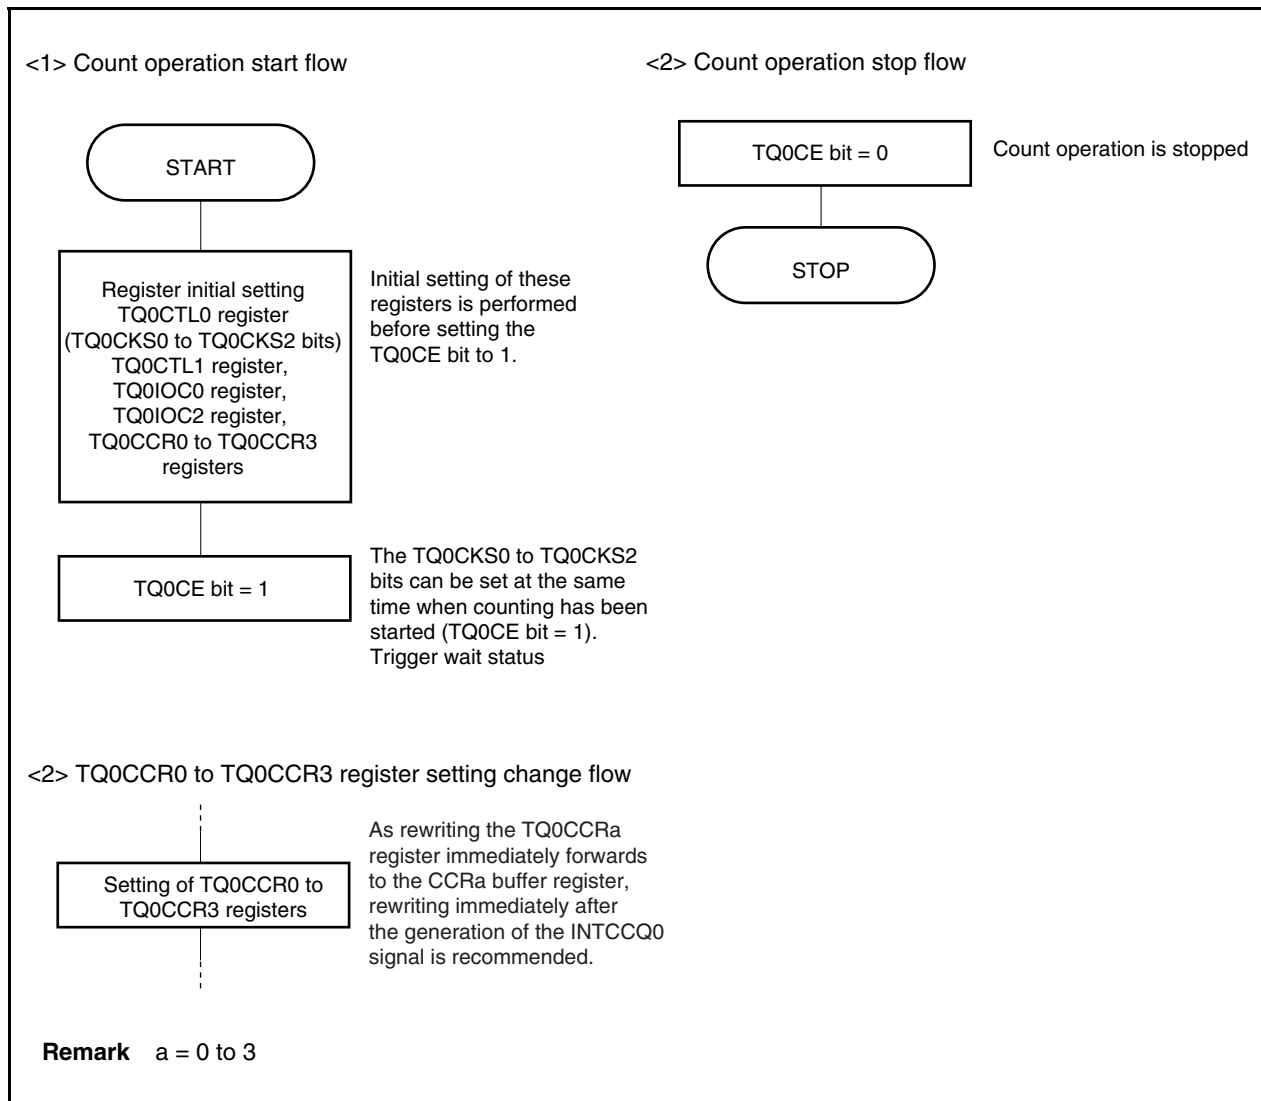 <1> Count operation start flow
START
Register initial setting
TQ0CTL0 register
(TQ0CKS0 to TQ0CKS2 bits)
TQ0CTL1 register,
TQ0IOC0 register,
TQ0IOC2 register,
TQ0CCR0 to TQ0CCR3
registers
Initial setting of these
registers is performed
before setting the
TQ0CE bit to 1.
TQ0CE bit = 1
The TQ0CKS0 to TQ0CKS2
bits can be set at the same
time when counting has been
started (TQ0CE bit = 1).
Trigger wait status
<2> TQ0CCR0 to TQ0CCR3 register setting change flow
Setting of TQ0CCR0 to
TQ0CCR3 registers
As rewriting the TQ0CCRa
register immediately forwards
to the CCRa buffer register,
rewriting immediately after
the generation of the INTCCQ0
signal is recommended.
<2> Count operation stop flow
TQ0CE bit = 0
Count operation is stopped
STOP
Remark a = 0 to 3